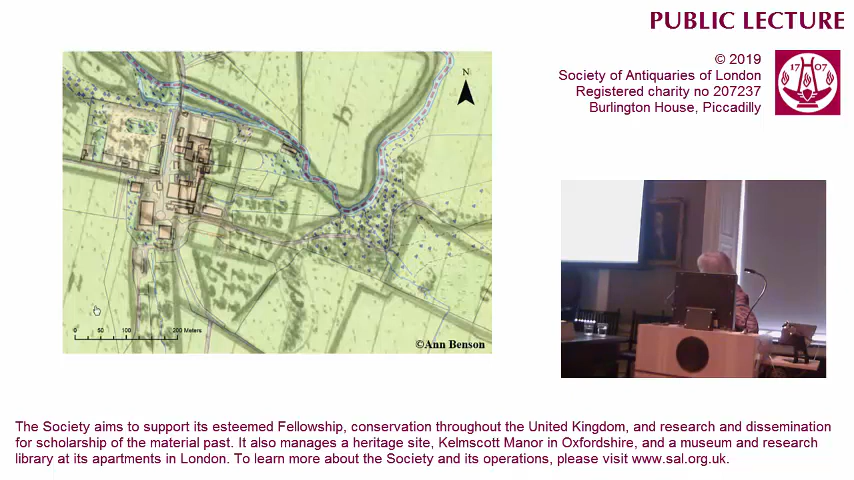 PUBLIC LECTURE
© 2019
Society of Antiquaries of London
Registered charity no 207237
Burlington House, Piccadilly
17 07
N
0 50 100 200 Meters
©Ann Benson
The Society aims to support its esteemed Fellowship, conservation throughout the United Kingdom, and research and dissemination
for scholarship of the material past. It also manages a heritage site, Kelmscott Manor in Oxfordshire, and a museum and research
library at its apartments in London. To learn more about the Society and its operations, please visit www.sal.org.uk.